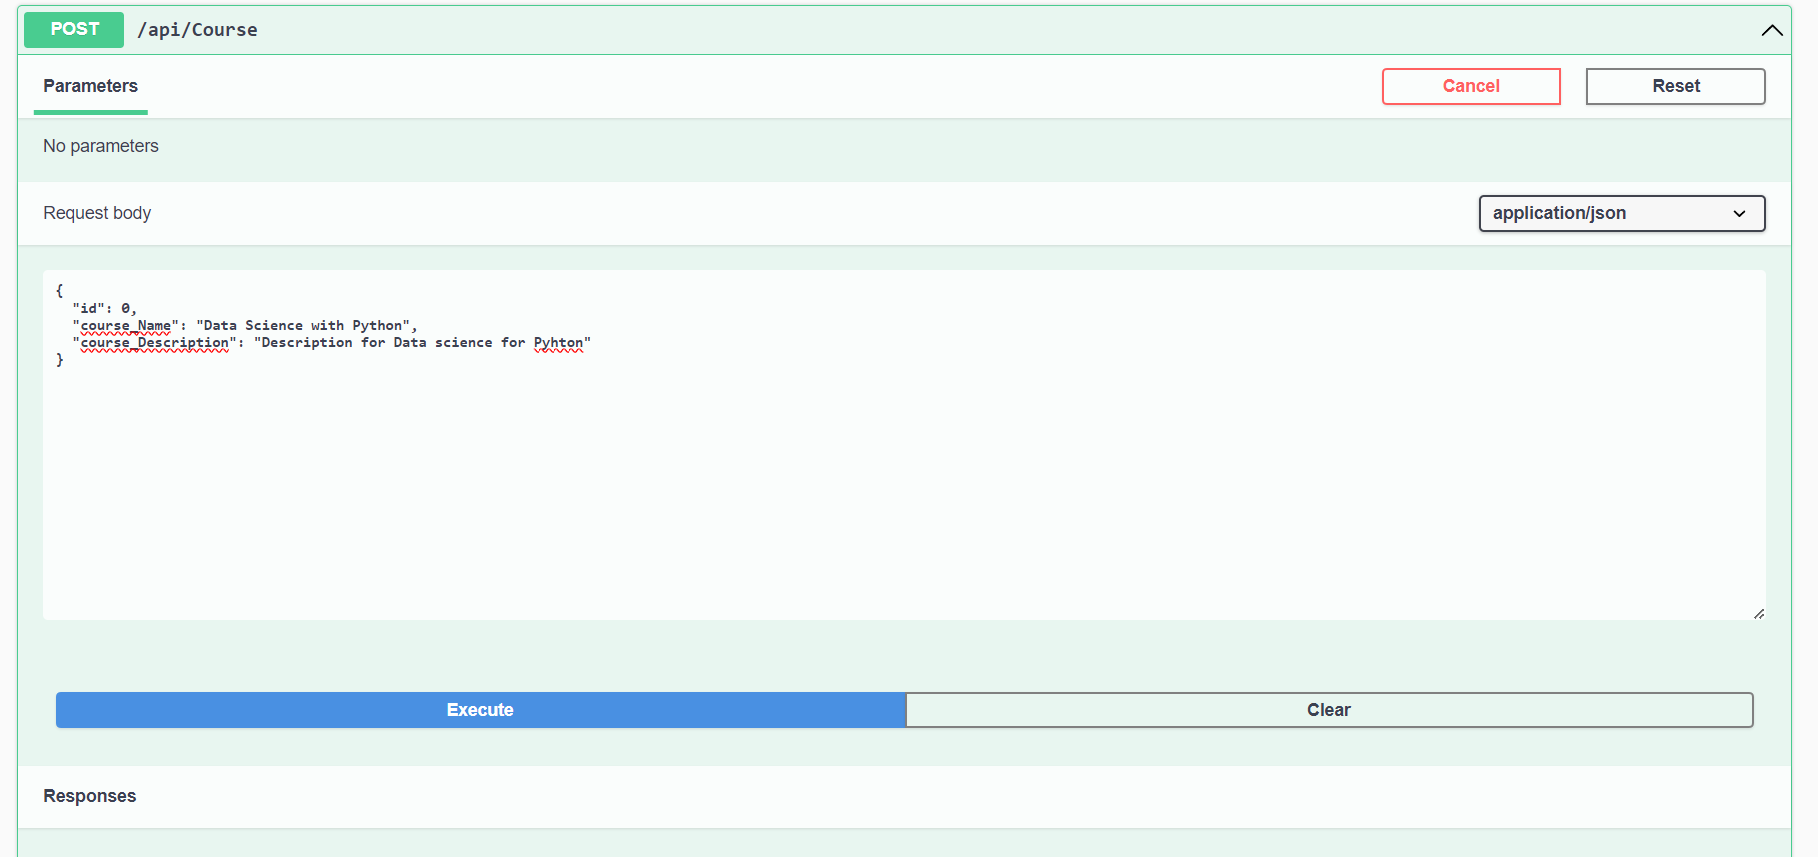 POST /api/Course
Parameters
Cancel
Reset
No parameters
Request body
application/json
{
"id": 0,
"course_Name": "Data Science with Python",
"course_Description": "Description for Data science for Pyhton"
}
Execute
Clear
Responses